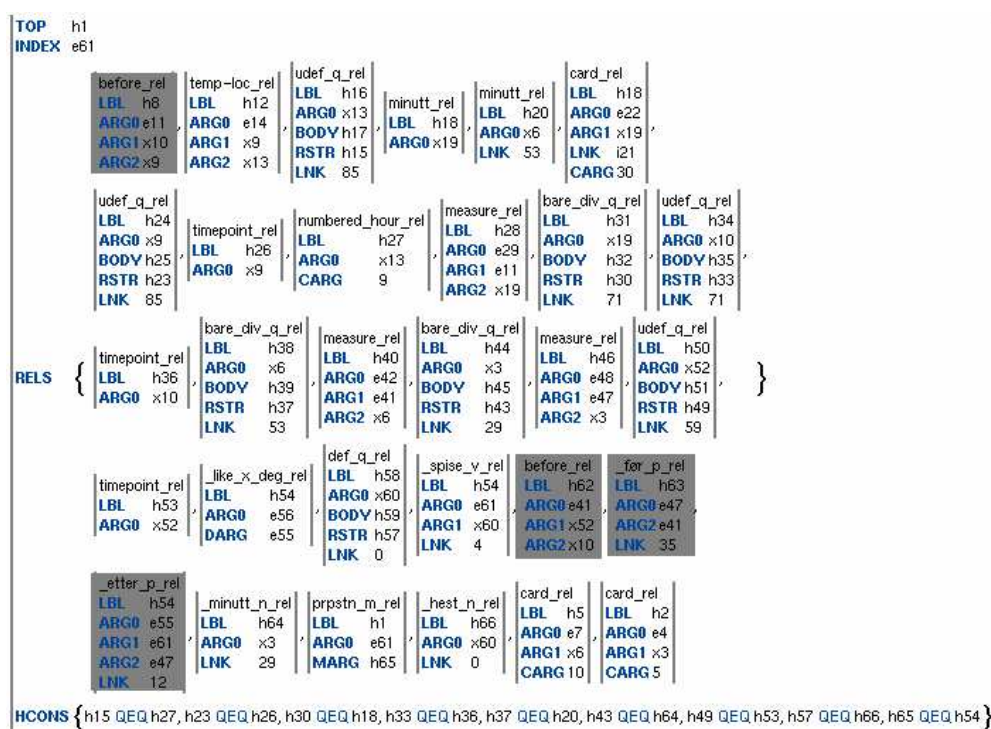 TOP h1
INDEX e61
before_rel temp-loc_rel udef_q_rel minutt_rel minutt_rel card_rel
LBL h8 LBL h12 LBL h16 LBL h18 LBL h20 LBL h18
ARG0 e11 ARG0 e14 ARG0 x13 ARG0 x19 ARG0 x6 ARG0 e22
ARG1 x10 , ARG1 x9 , BODY h17 , , LNK 53 , ARG1 x19 ,
ARG2 x9 ARG2 x13 RSTR h15 LNK i21
LNK 85 CARG 30
udef_q_rel timepoint_rel numbered_hour_rel measure_rel bare_div_q_rel udef_q_rel
LBL h24 LBL h26 LBL h27 LBL h28 LBL h31 LBL h34
ARG0 x9 ARG0 x9 ARG0 x13 ARG0 e29 ARG0 x19 ARG0 x10
BODY h25 , , CARG 9 , ARG1 e11 , BODY h32 , BODY h35 ,
RSTR h23 ARG2 x19 RSTR h30 RSTR h33
LNK 85 LNK 71 LNK 71
RELS { timepoint_rel bare_div_q_rel measure_rel bare_div_q_rel measure_rel udef_q_rel }
LBL h36 LBL h38 LBL h40 LBL h44 LBL h46 LBL h50
ARG0 x10 ARG0 x6 ARG0 e42 ARG0 x3 ARG0 e48 ARG0 x52
, BODY h39 , ARG1 e41 , BODY h45 , ARG1 e47 , BODY h51 ,
RSTR h37 ARG2 x6 RSTR h43 ARG2 x3 RSTR h49
LNK 53 LNK 29 LNK 59
timepoint_rel _like_x_deg_rel def_q_rel _spise_v_rel before_rel _før_p_rel
LBL h53 LBL h54 LBL h58 LBL h54 LBL h62 LBL h63
ARG0 x52 ARG0 e56 ARG0 x60 ARG0 e61 ARG0 e41 ARG0 e47
, DARG e55 , BODY h59 , ARG1 x60 , ARG1 x52 , ARG2 e41 ,
RSTR h57 LNK 4 ARG2 x10 LNK 35
LNK 0
_etter_p_rel _minutt_n_rel prpstn_m_rel _hest_n_rel card_rel card_rel
LBL h54 LBL h64 LBL h1 LBL h66 LBL h5 LBL h2
ARG0 e55 ARG0 x3 ARG0 e61 ARG0 x60 ARG0 e7 ARG0 e4
ARG1 e61 , LNK 29 , MARG h65 , LNK 0 , ARG1 x6 , ARG1 x3
ARG2 e47 CARG 10 CARG 5
LNK 12
HCONS {h15 QEQ h27, h23 QEQ h26, h30 QEQ h18, h33 QEQ h36, h37 QEQ h20, h43 QEQ h64, h49 QEQ h53, h57 QEQ h66, h65 QEQ h54}